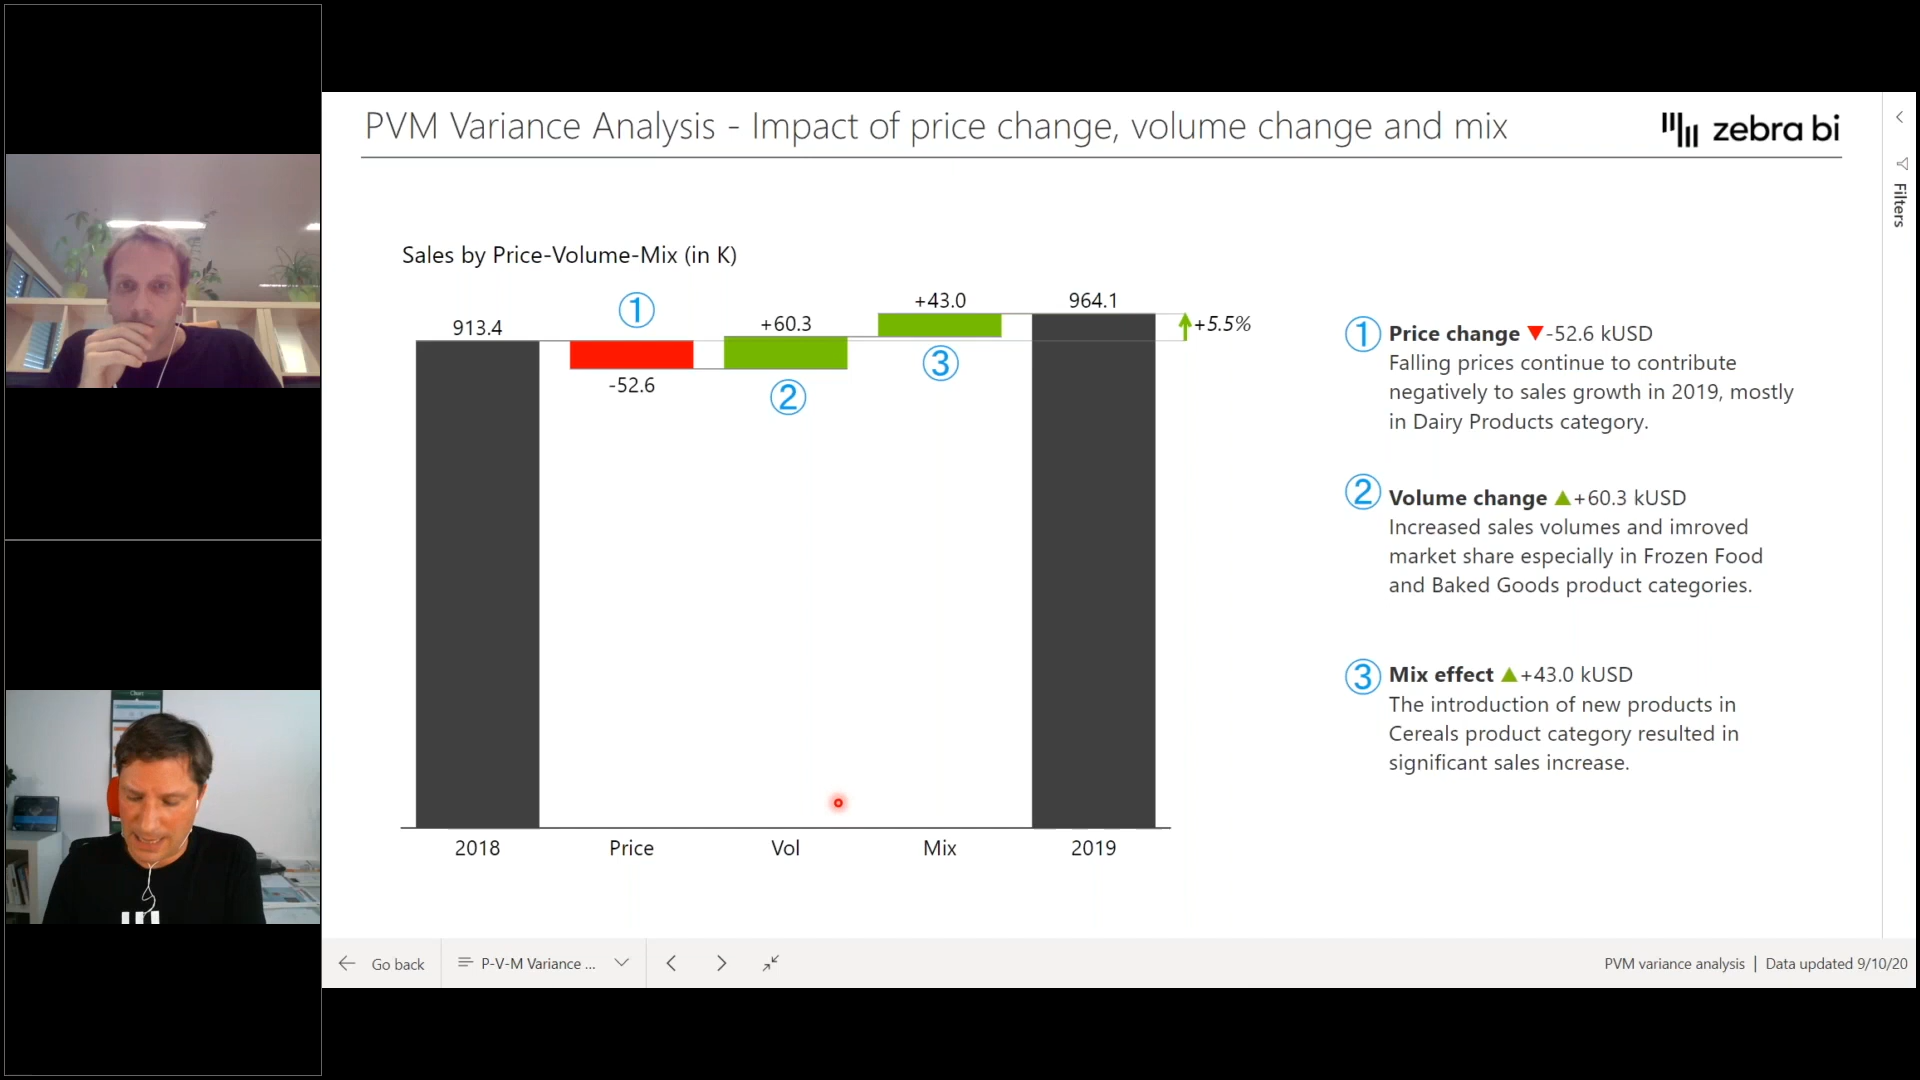 PVM Variance Analysis - Impact of price change, volume change and mix
zebra bi
Filters
Sales by Price-Volume-Mix (in K)
913.4
1
-52.6
+60.3
2
+43.0
3
964.1
+5.5%
2018
Price
Vol
Mix
2019
1 Price change ▼-52.6 kUSD
Falling prices continue to contribute
negatively to sales growth in 2019, mostly
in Dairy Products category.
2 Volume change ▲+60.3 kUSD
Increased sales volumes and imroved
market share especially in Frozen Food
and Baked Goods product categories.
3 Mix effect ▲+43.0 kUSD
The introduction of new products in
Cereals product category resulted in
significant sales increase.
Go back
P-V-M Variance ...
PVM variance analysis | Data updated 9/10/20